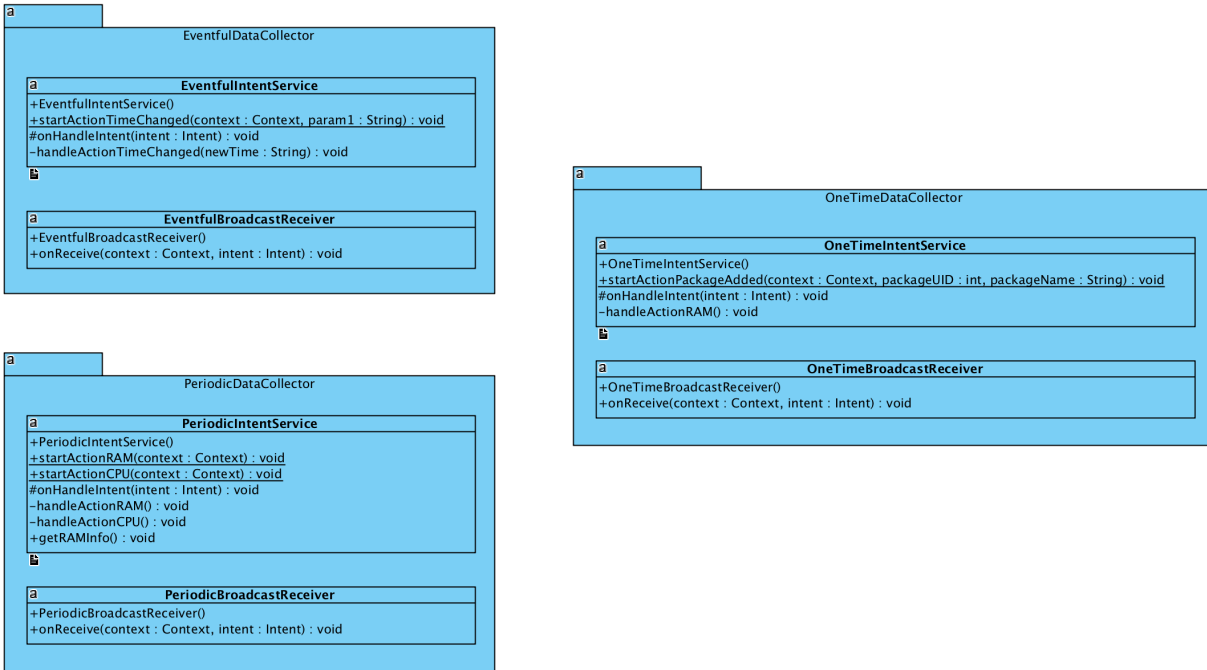 a
EventfulDataCollector
a
EventfulIntentService
+EventfulIntentService()
+startActionTimeChanged(context : Context, param1 : String) : void
#onHandleIntent(intent : Intent) : void
-handleActionTimeChanged(newTime : String) : void
a
EventfulBroadcastReceiver
+EventfulBroadcastReceiver()
+onReceive(context : Context, intent : Intent) : void
a
PeriodicDataCollector
a
PeriodicIntentService
+PeriodicIntentService()
+startActionRAM(context : Context) : void
+startActionCPU(context : Context) : void
#onHandleIntent(intent : Intent) : void
-handleActionRAM() : void
-handleActionCPU() : void
+getRAMInfo() : void
a
PeriodicBroadcastReceiver
+PeriodicBroadcastReceiver()
+onReceive(context : Context, intent : Intent) : void
a
OneTimeDataCollector
a
OneTimeIntentService
+OneTimeIntentService()
+startActionPackageAdded(context : Context, packageUID : int, packageName : String) : void
#onHandleIntent(intent : Intent) : void
-handleActionRAM() : void
a
OneTimeBroadcastReceiver
+OneTimeBroadcastReceiver()
+onReceive(context : Context, intent : Intent) : void